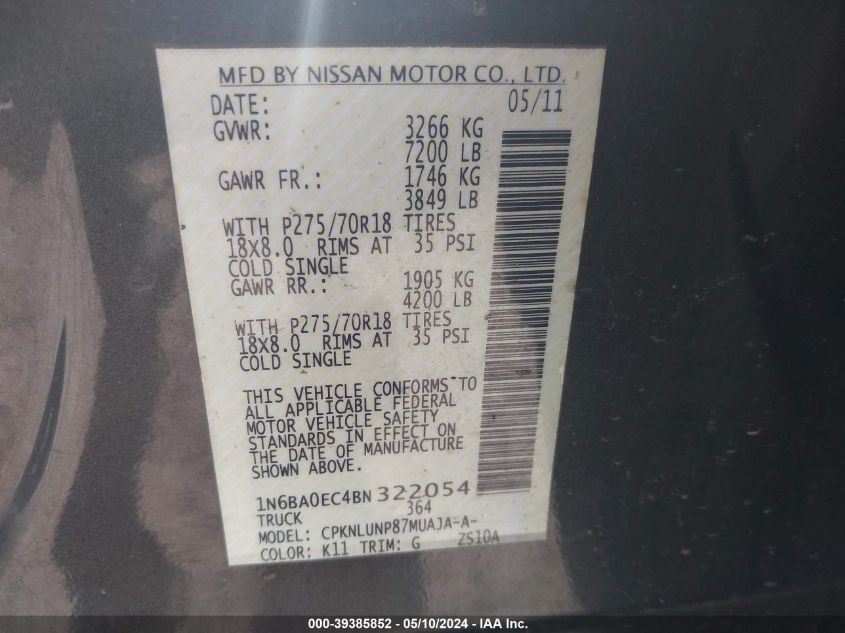 MFD BY NISSAN MOTOR CO., LTD.
DATE: 05/11
GVWR: 3266 KG
7200 LB
GAWR FR.: 1746 KG
3849 LB
WITH P275/70R18 TIRES
18X8.0 RIMS AT 35 PSI
COLD SINGLE
GAWR RR.: 1905 KG
4200 LB
WITH P275/70R18 TIRES
18X8.0 RIMS AT 35 PSI
COLD SINGLE
THIS VEHICLE CONFORMS TO
ALL APPLICABLE FEDERAL
MOTOR VEHICLE SAFETY
STANDARDS IN EFFECT ON
THE DATE OF MANUFACTURE
SHOWN ABOVE.
1N6BA0EC4BN322054
TRUCK 364
MODEL: CPKNLUNP87MUAJA-A-
COLOR: K11 TRIM: G ZS10A
000-39385852 / 05/10/2024 - IAA Inc.